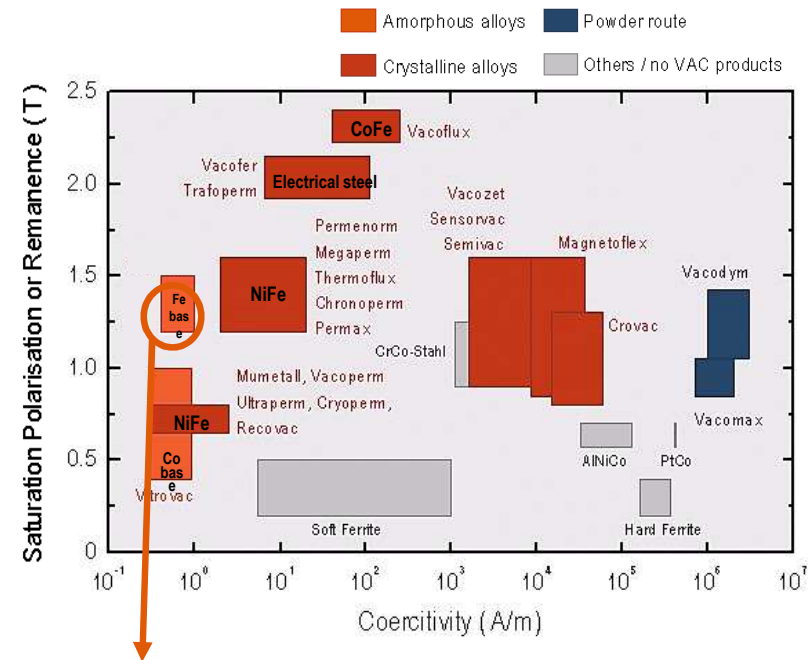 Amorphous alloys
Powder route
Crystalline alloys
Others / no VAC products
Saturation Polarisation or Remanence (T)
2.5
2.0
1.5
1.0
0.5
0
CoFe
Vacoflux
Vacofer
Trafoperm
Electrical steel
Vacozet
Sensorvac
Semivac
Permenorm
Megaperm
Thermoflux
Chronoperm
Permax
Magnetoflex
Vacodym
Fe
bas
e
NiFe
Crovac
CrCo-Stahl
Mumetall, Vacoperm
Ultraperm, Cryoperm,
Recovac
NiFe
Vacomax
Co
bas
e
Vitrovac
AlNiCo
PtCo
Soft Ferrite
Hard Ferrite
10⁻¹
10⁰
10¹
10²
10³
10⁴
10⁵
10⁶
10⁷
Coercitivity (A/m)